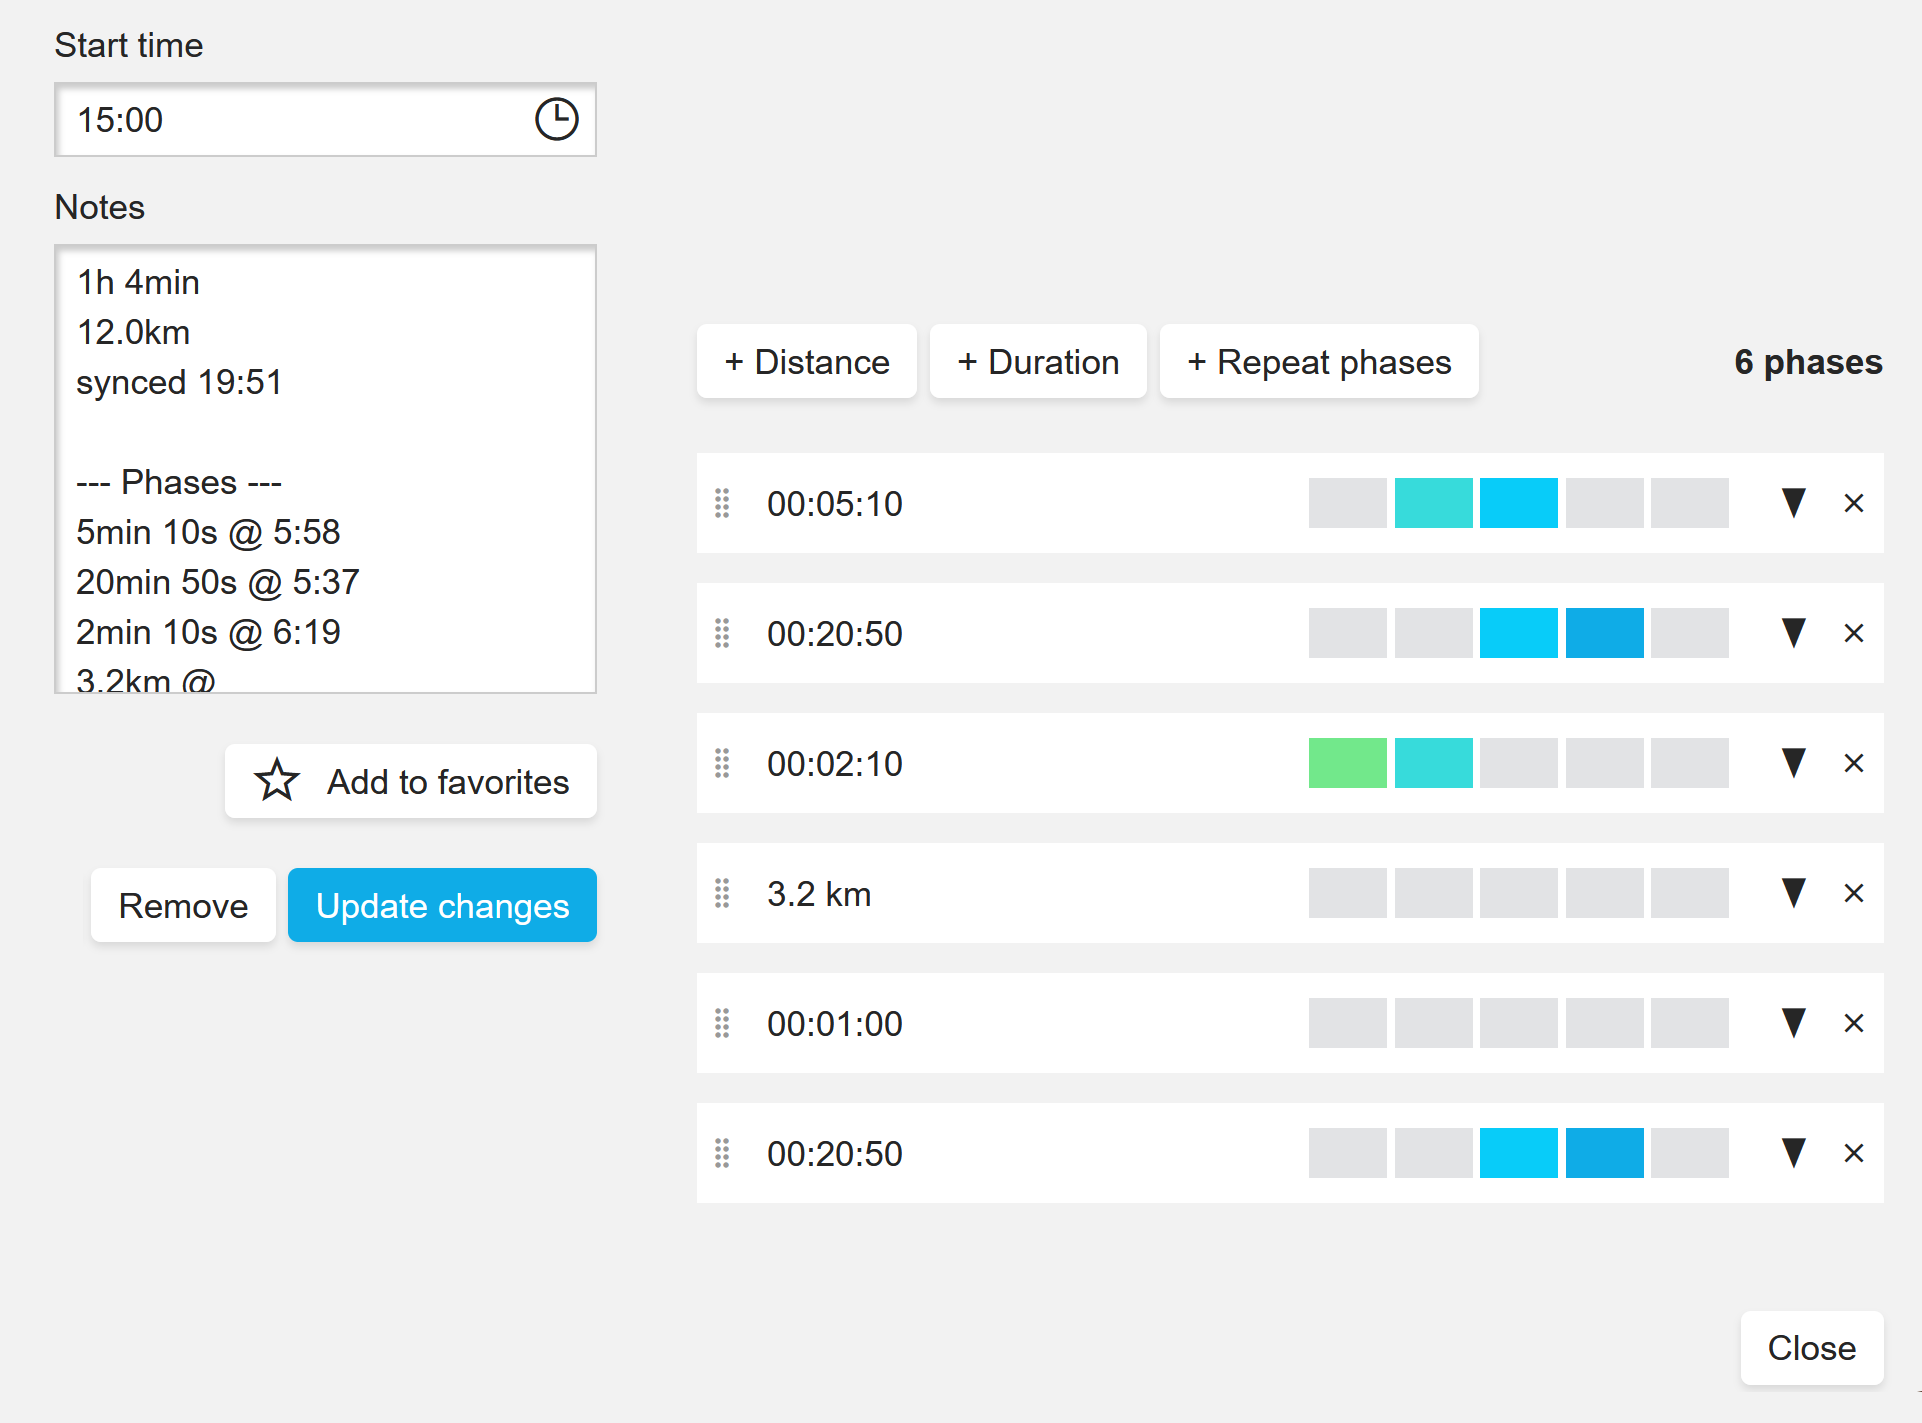 Start time
15:00
Notes
1h 4min
12.0km
synced 19:51
--- Phases ---
5min 10s @ 5:58
20min 50s @ 5:37
2min 10s @ 6:19
3.2km @
Add to favorites
Remove
Update changes
+ Distance
+ Duration
+ Repeat phases
6 phases
00:05:10
00:20:50
00:02:10
3.2 km
00:01:00
00:20:50
Close